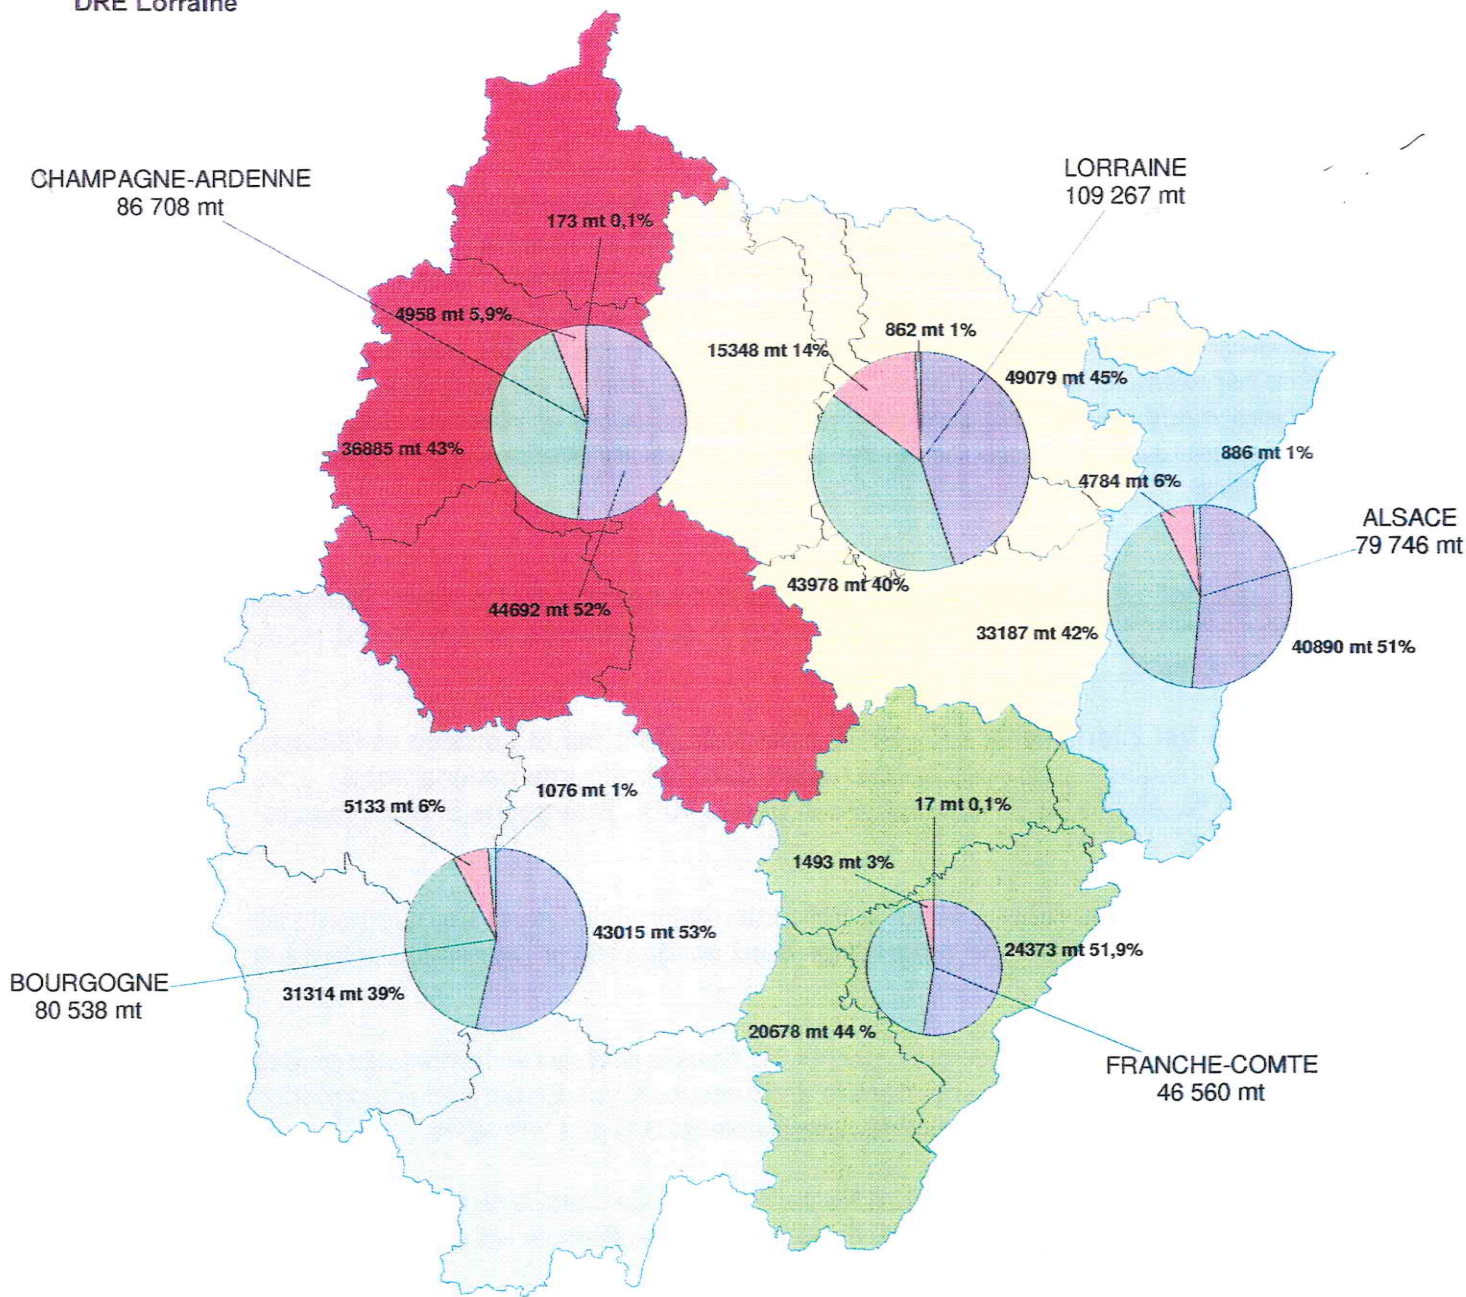 DRE Lorraine
CHAMPAGNE-ARDENNE
86 708 mt
LORRAINE
109 267 mt
173 mt 0,1%
4958 mt 5,9%
36885 mt 43%
44692 mt 52%
15348 mt 14%
862 mt 1%
49079 mt 45%
43978 mt 40%
4784 mt 6%
886 mt 1%
ALSACE
79 746 mt
33187 mt 42%
40890 mt 51%
5133 mt 6%
1076 mt 1%
43015 mt 53%
31314 mt 39%
BOURGOGNE
80 538 mt
17 mt 0,1%
1493 mt 3%
24373 mt 51,9%
20678 mt 44 %
FRANCHE-COMTE
46 560 mt